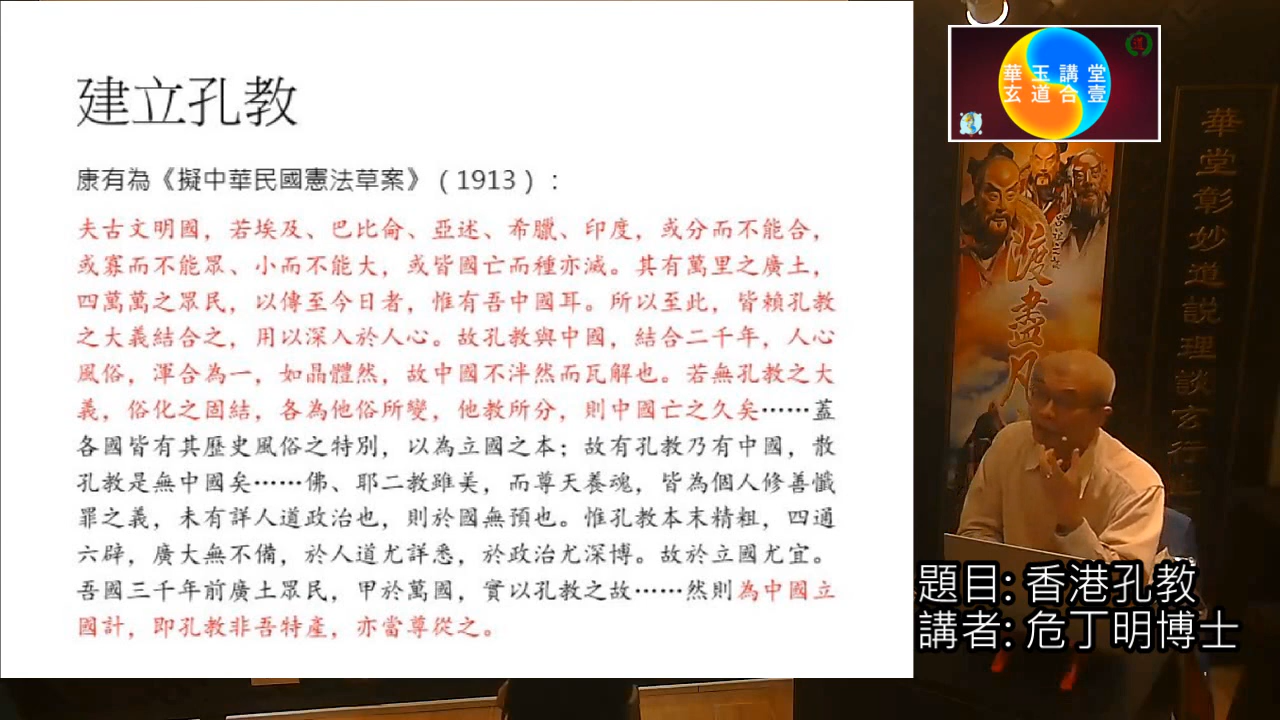 建立孔教
康有為《擬中華民國憲法草案》（1913）：
夫古文明國，若埃及、巴比侖、亞述、希臘、印度，或分而不能合，
或寡而不能眾、小而不能大，或皆國亡而種亦滅。其有萬里之廣土，
四萬萬之眾民，以傳至今日者，惟有吾中國耳。所以至此，皆賴孔教
之大義結合之，用以深入於人心。故孔教與中國，結合二千年，人心
風俗，渾合為一，如晶體然，故中國不泮然而瓦解也。若無孔教之大
義，俗化之固結，各為他俗所變，他教所分，則中國亡之久矣……蓋
各國皆有其歷史風俗之特別，以為立國之本；故有孔教乃有中國，散
孔教是無中國矣……佛、耶二教雖美，而尊天養魂，皆為個人修善懺
罪之義，未有詳人道政治也，則於國無預也。惟孔教本末精粗，四通
六辟，廣大無不備，於人道尤詳悉，於政治尤深博。故於立國尤宜。
吾國三千年前廣土眾民，甲於萬國，實以孔教之故……然則為中國立
國計，即孔教非吾特產，亦當尊從之。
華玉講堂
玄道合壹
道
渡盡凡
華堂彰妙道説理談玄行
題目: 香港孔教
講者: 危丁明博士